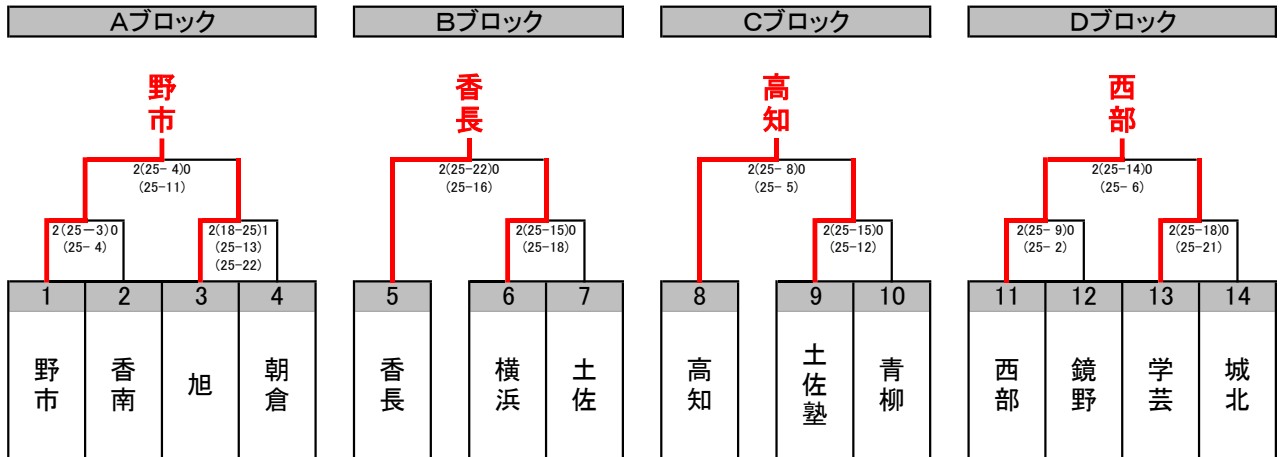 Aブロック
Bブロック
Cブロック
Dブロック
野市
香長
高知
西部
2(25- 4)0
(25-11)
2(25-22)0
(25-16)
2(25- 8)0
(25- 5)
2(25-14)0
(25- 6)
2(25-3)0
(25- 4)
2(18-25)1
(25-13)
(25-22)
2(25-15)0
(25-18)
2(25-15)0
(25-12)
2(25- 9)0
(25- 2)
2(25-18)0
(25-21)
1
2
3
4
5
6
7
8
9
10
11
12
13
14
野市
香南
旭
朝倉
香長
横浜
土佐
高知
土佐塾
青柳
西部
鏡野
学芸
城北